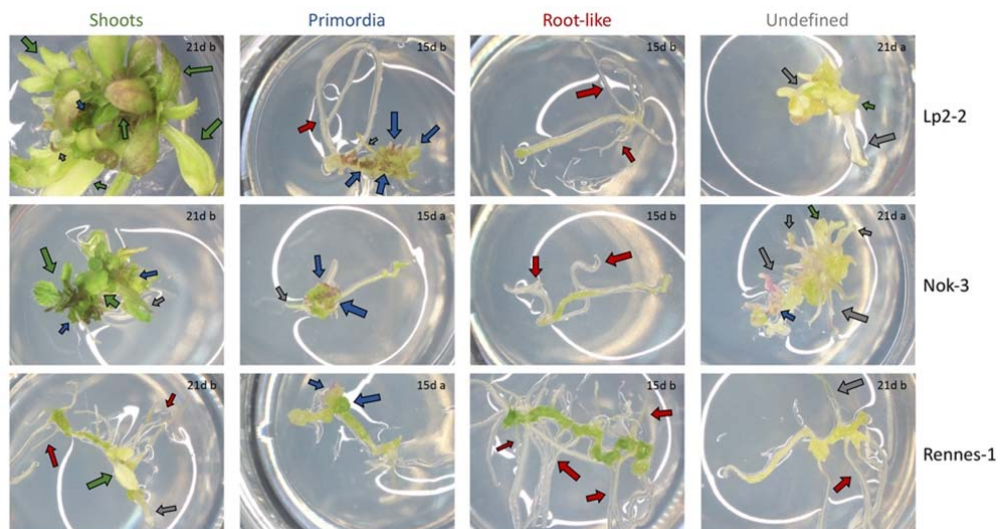 Shoots Primordia Root-like Undefined
21d b 15d b 15d b 21d a
Lp2-2
21d b 15d a 15d b 21d a
Nok-3
21d b 15d a 15d b 21d b
Rennes-1